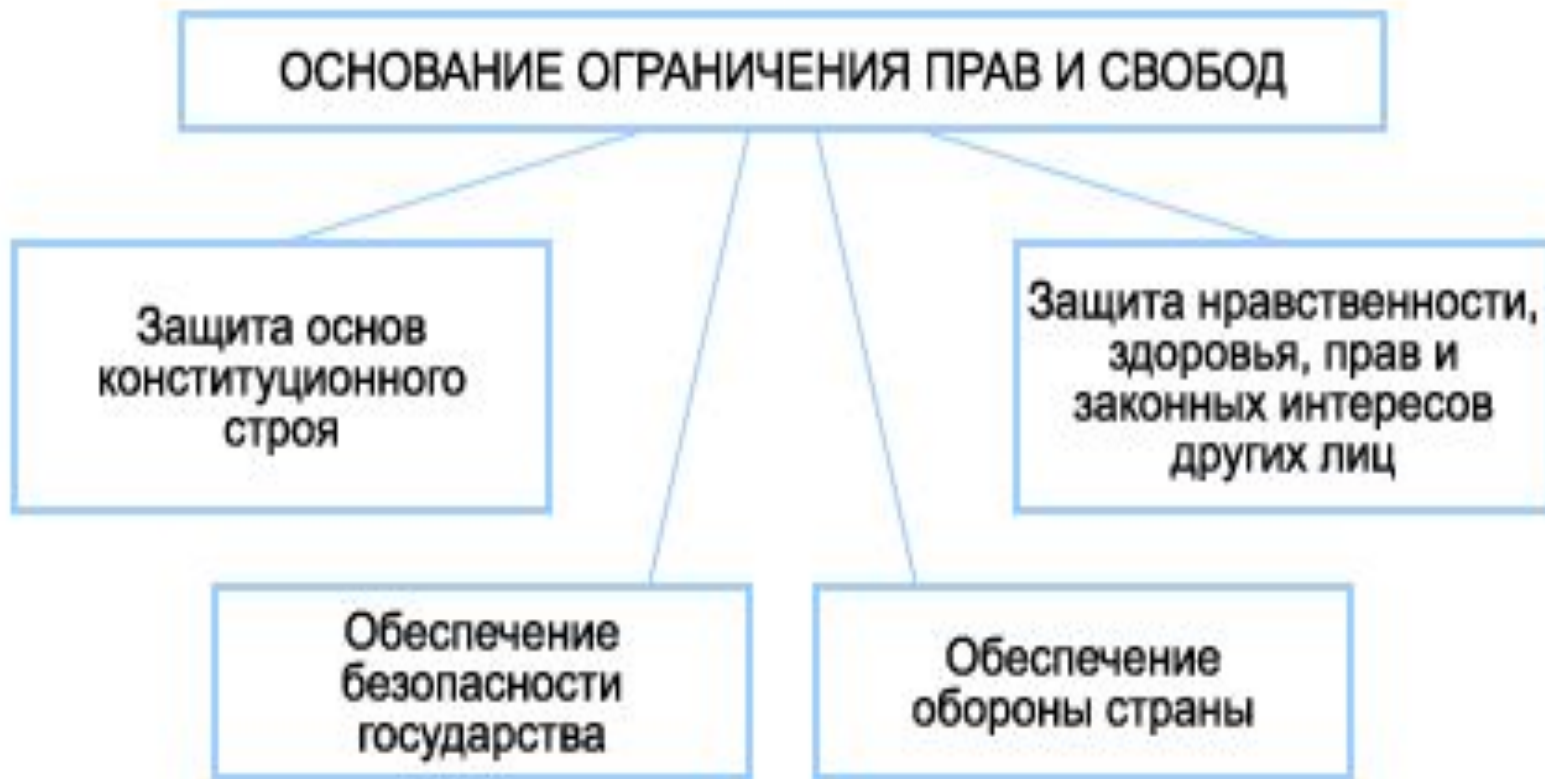 ОСНОВАНИЕ ОГРАНИЧЕНИЯ ПРАВ И СВОБОД
Защита основ
конституционного
строя
Защита нравственности,
здоровья, прав и
законных интересов
других лиц
Обеспечение
безопасности
государства
Обеспечение
обороны страны